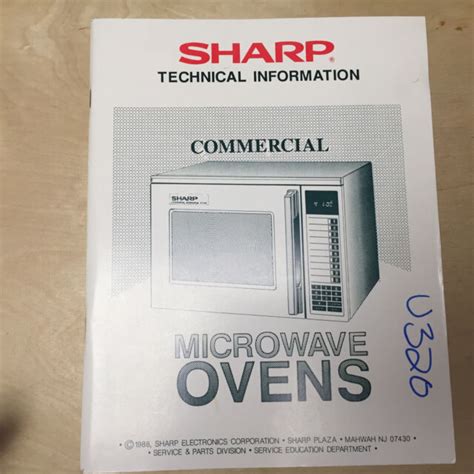 SHARP®
TECHNICAL INFORMATION
COMMERCIAL
SHARP
MICROWAVE
OVENS
U320
• ©1988, SHARP ELECTRONICS CORPORATION • SHARP PLAZA • MAHWAH NJ 07430 •
• SERVICE & PARTS DIVISION • SERVICE EDUCATION DEPARTMENT •